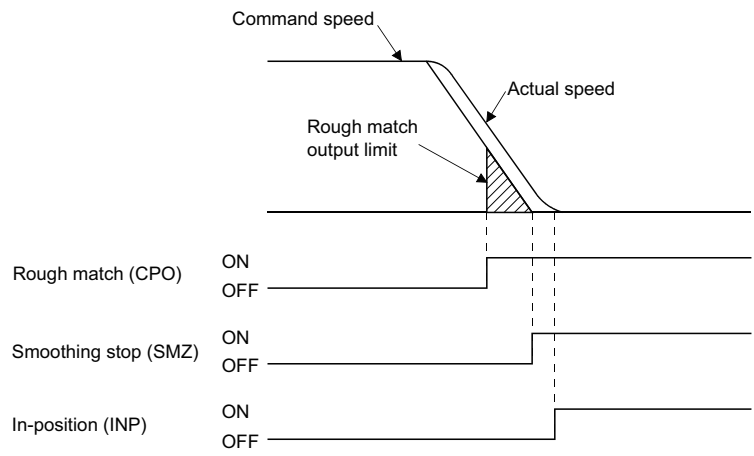 Command speed
Actual speed
Rough match
output limit
Rough match (CPO)
ON
OFF
Smoothing stop (SMZ)
ON
OFF
In-position (INP)
ON
OFF